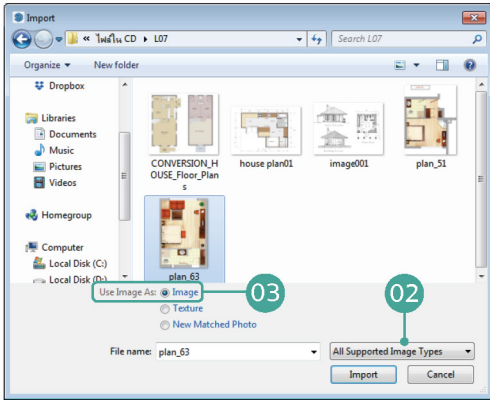 Import
« ไฟล์ใน CD ▸ L07
Search L07
Organize ▾ New folder
Dropbox
Libraries
Documents
Music
Pictures
Videos
Homegroup
Computer
Local Disk (C:)
Local Disk (D:)
CONVERSION_H
OUSE_Floor_Plan
s
house plan01
image001
plan_51
plan_63
Use Image As: Image
03
Texture
New Matched Photo
02
File name: plan_63
All Supported Image Types
Import Cancel